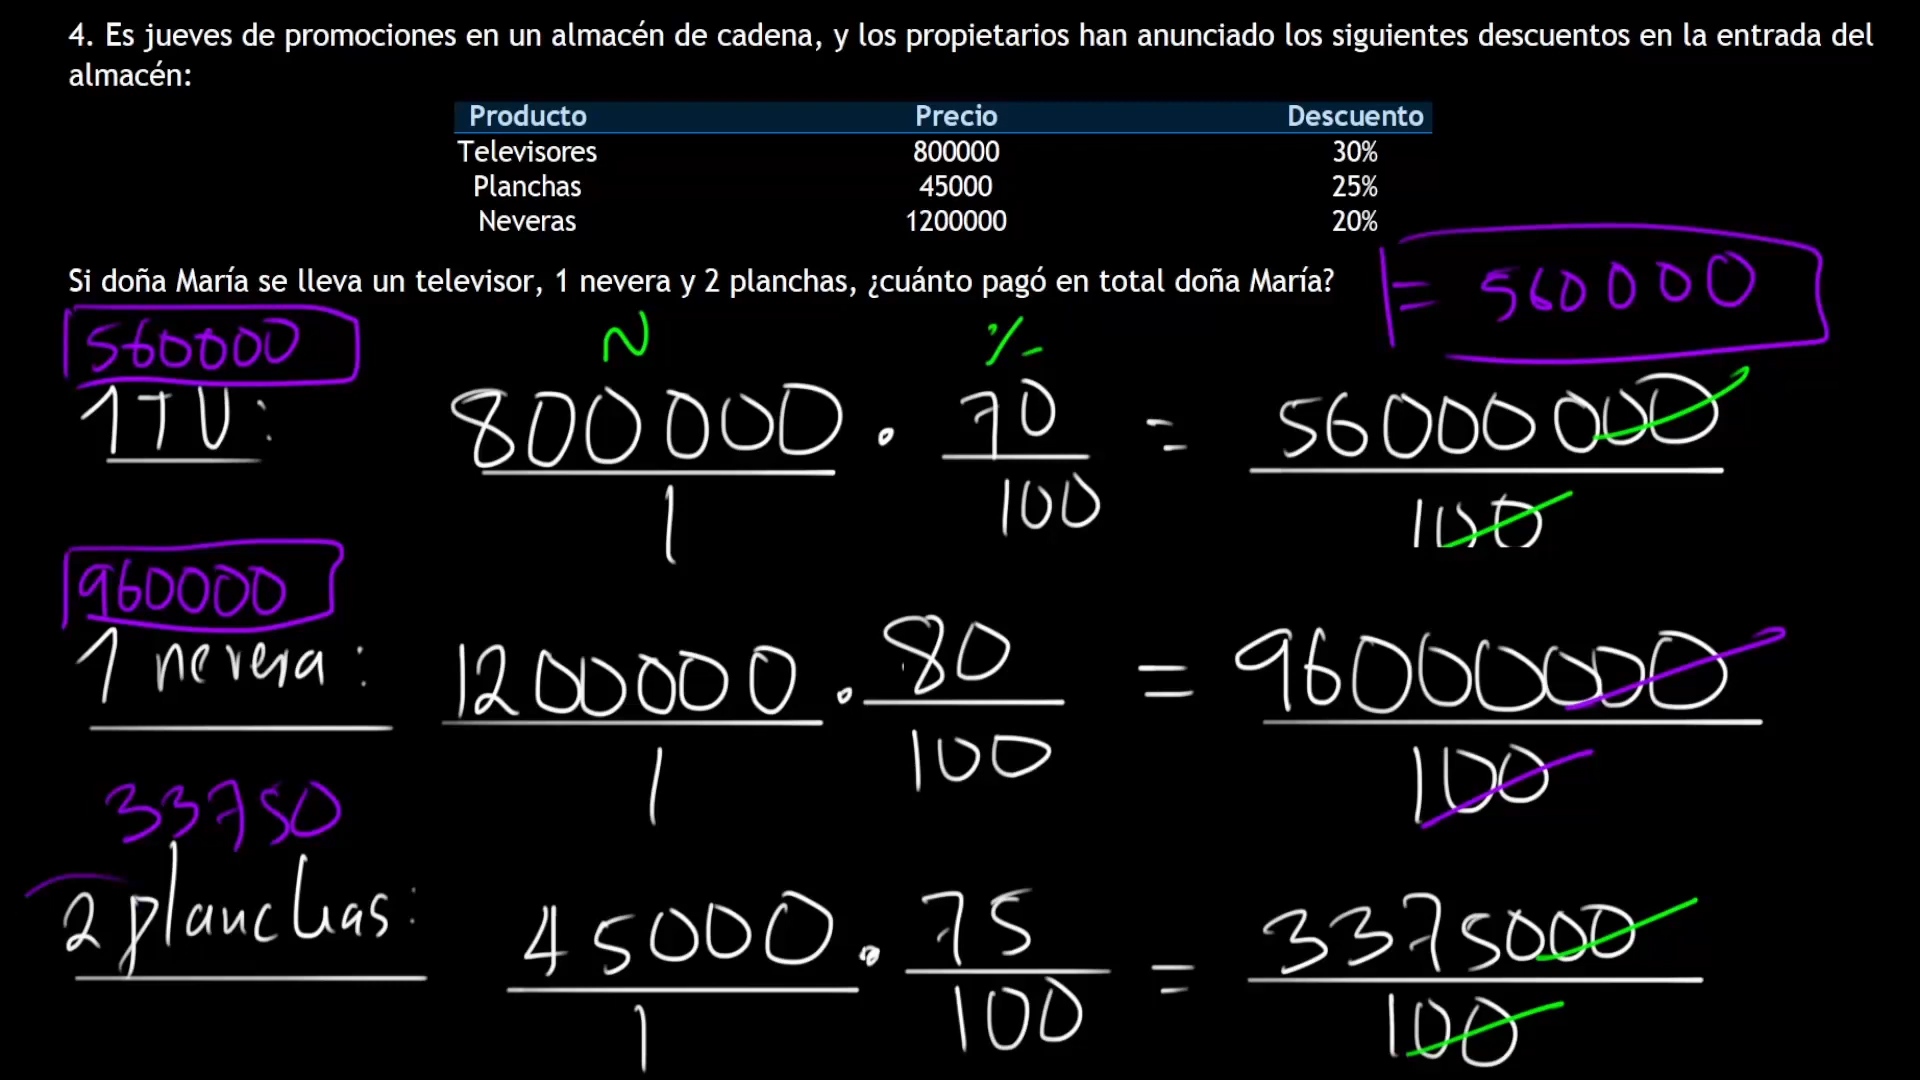 4. Es jueves de promociones en un almacén de cadena, y los propietarios han anunciado los siguientes descuentos en la entrada del
almacén:
Producto Precio Descuento
Televisores 800000 30%
Planchas 45000 25%
Neveras 1200000 20%
Si doña María se lleva un televisor, 1 nevera y 2 planchas, ¿cuánto pagó en total doña María?
= 560000
560000
N %
1 TV: 800000 . 70 = 56000000
1 100 100
960000
1 nevera: 1200000 . 80 = 96000000
1 100 100
33750
2 planchas: 45000 . 75 = 3375000
1 100 100